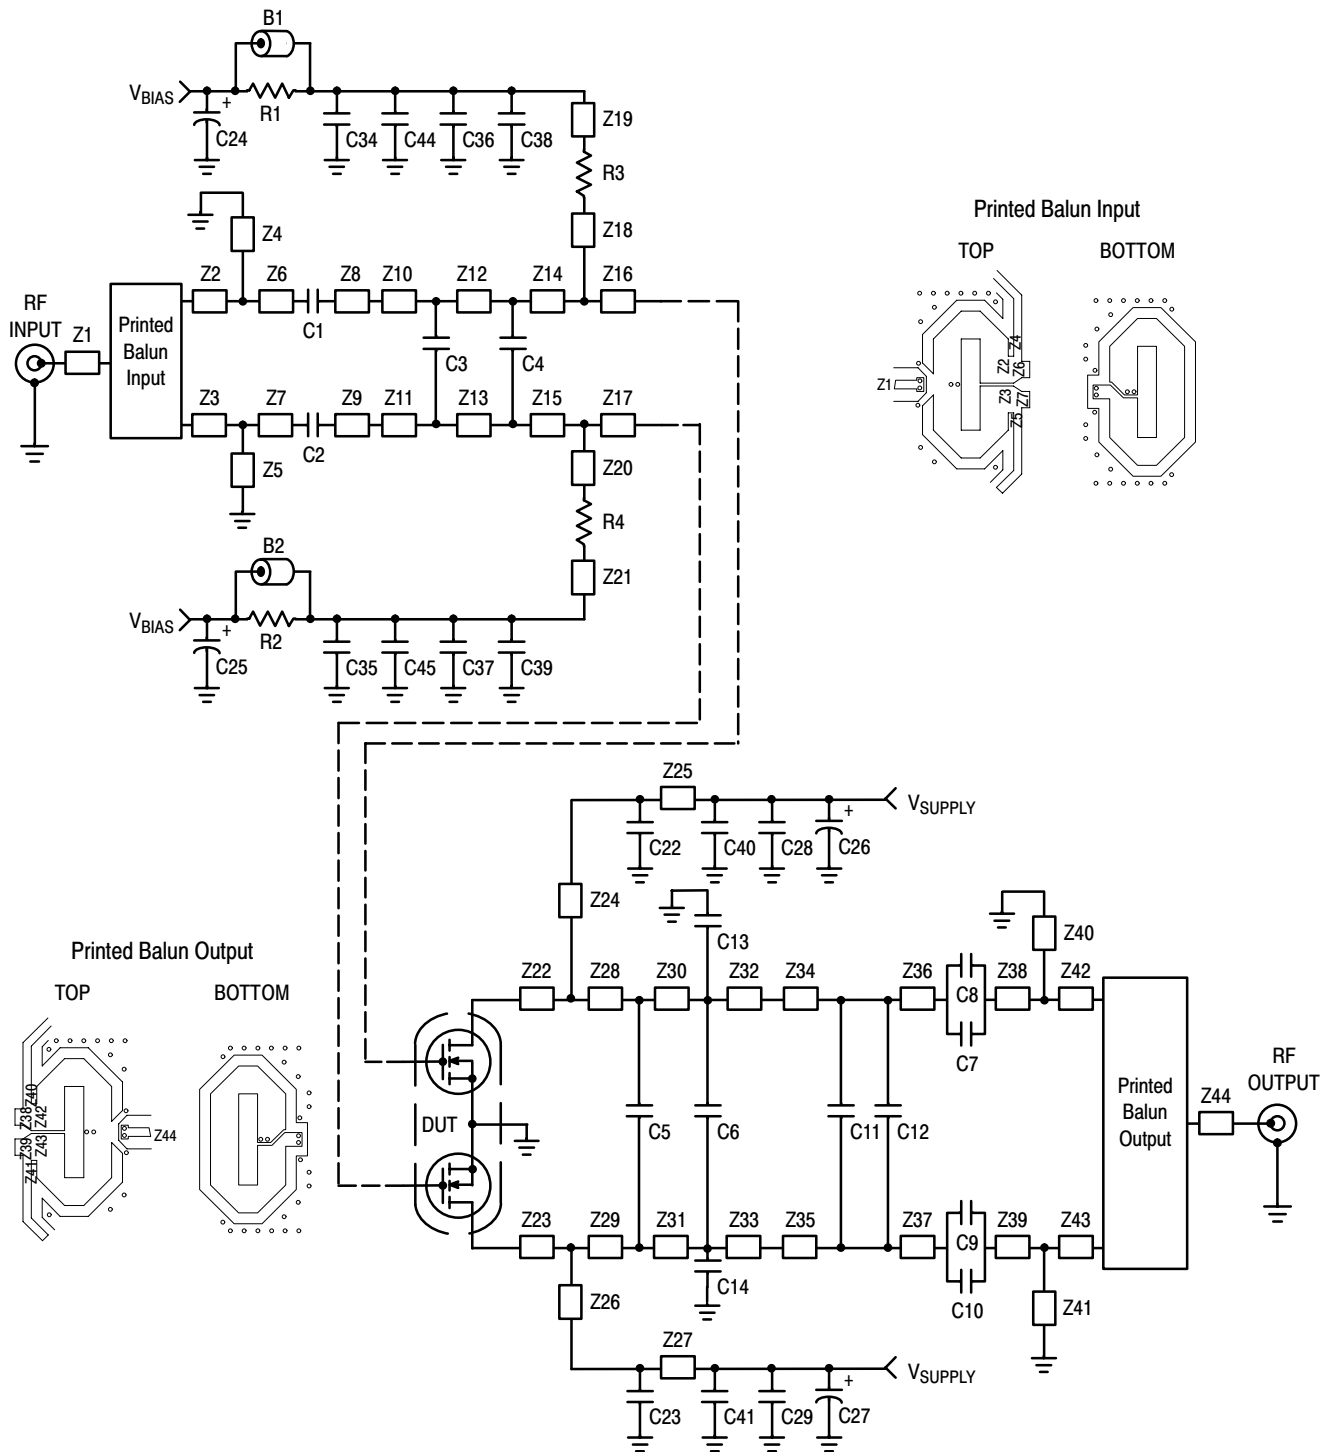 B1
VBIAS
+
R1
C24
C34
C44
C36
C38
Z19
R3
Z18
Z4
Z2
Z6
Z8
Z10
Z12
Z14
Z16
RF
INPUT
Z1
Printed
Balun
Input
C1
C3
C4
Z3
Z7
Z9
Z11
Z13
Z15
Z17
C2
Z5
Z20
R4
Z21
B2
VBIAS
+
R2
C25
C35
C45
C37
C39
Printed Balun Input
TOP
BOTTOM
Z1
Z2
Z4
Z6
Z3
Z7
Z5
Z25
VSUPPLY
+
C22
C40
C28
C26
Z24
C13
Z40
Z22
Z28
Z30
Z32
Z34
Z36
C8
Z38
Z42
C7
DUT
C5
C6
C11
C12
Printed
Balun
Output
Z44
RF
OUTPUT
Z23
Z29
Z31
Z33
Z35
Z37
C9
Z39
Z43
C10
C14
Z41
Z26
Z27
VSUPPLY
+
C23
C41
C29
C27
Printed Balun Output
TOP
BOTTOM
Z40
Z38
Z42
Z39
Z43
Z41
Z44